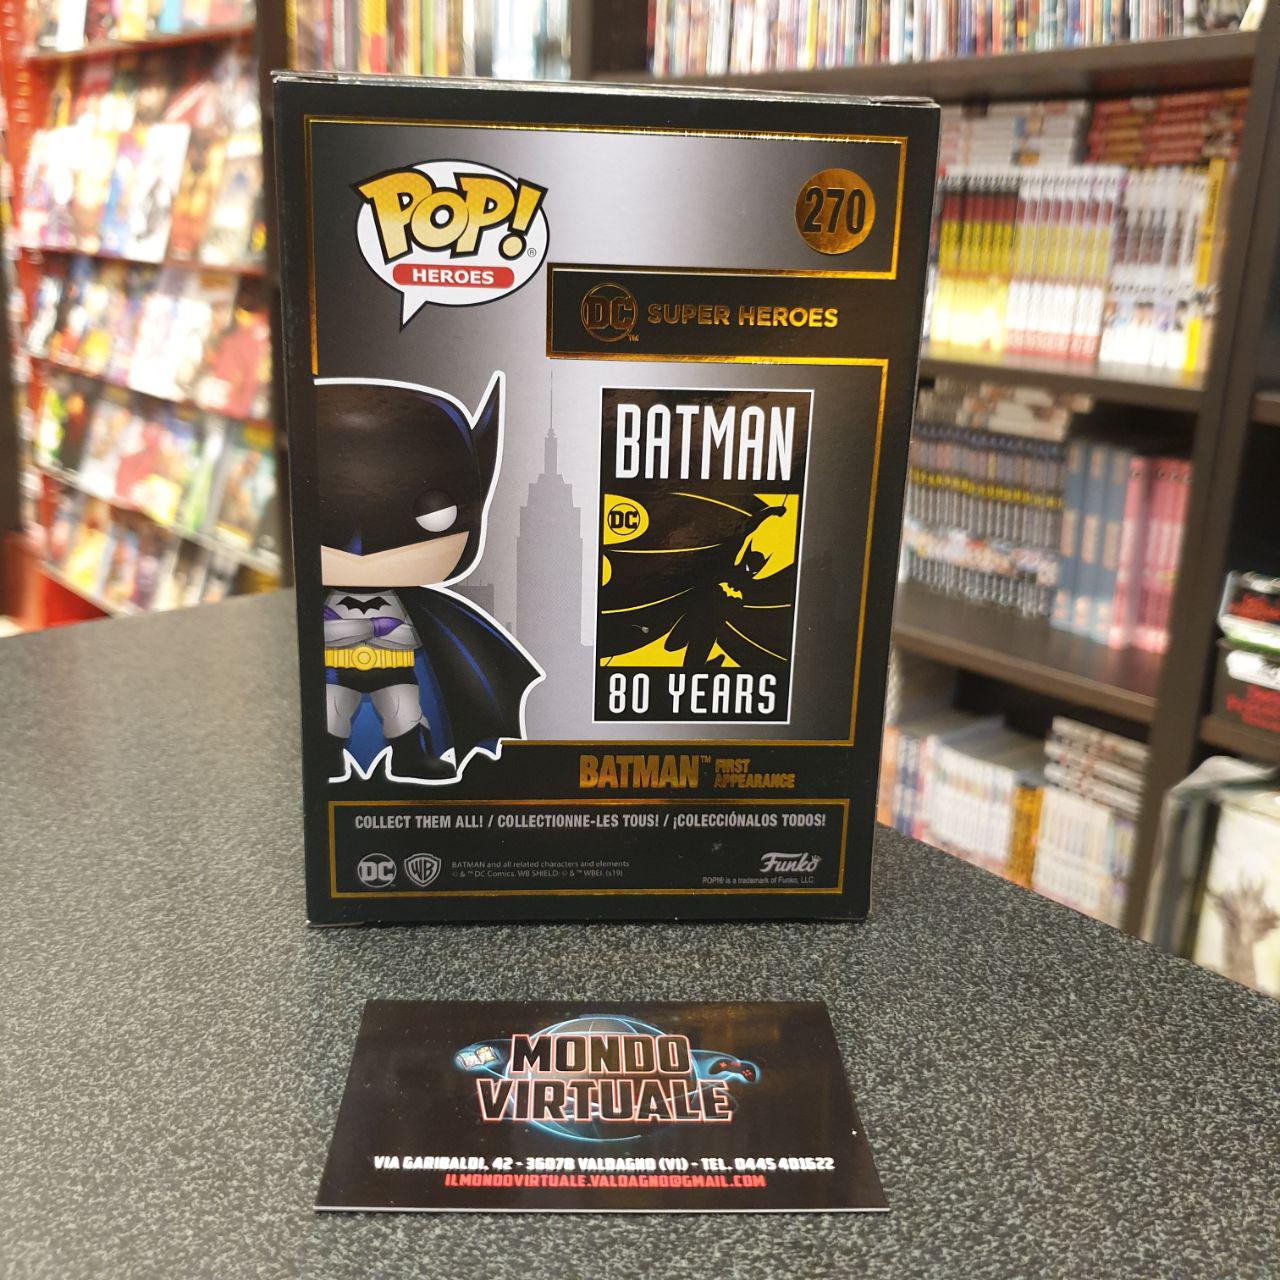 POP!
HEROES
270
DC SUPER HEROES
BATMAN
DC
80 YEARS
BATMAN™ FIRST
APPEARANCE
COLLECT THEM ALL! / COLLECTIONNE-LES TOUS! / ¡COLECCIÓNALOS TODOS!
DC WB
BATMAN and all related characters and elements
© & ™ DC Comics. WB SHIELD: © & ™ WBEI. (s19)
Funko
POP!® is a trademark of Funko, LLC.
MONDO
VIRTUALE
VIA GARIBALDI, 42 - 36078 VALDAGNO (VI) - TEL. 0445 401622
ILMONDOVIRTUALE.VALDAGNO@GMAIL.COM